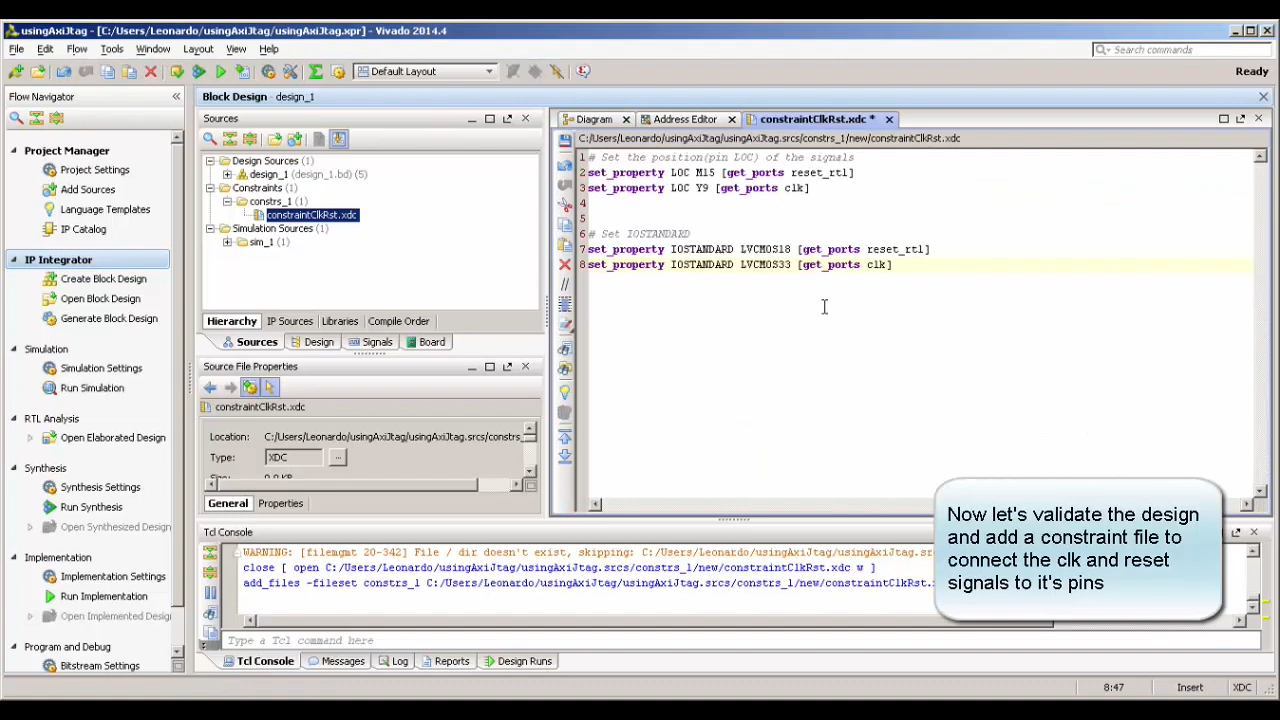 usingAxiJtag - [C:/Users/Leonardo/usingAxiJtag/usingAxiJtag.xpr] - Vivado 2014.4
File Edit Flow Tools Window Layout View Help
Search commands
Default Layout
Ready
Flow Navigator
Project Manager
Project Settings
Add Sources
Language Templates
IP Catalog
IP Integrator
Create Block Design
Open Block Design
Generate Block Design
Simulation
Simulation Settings
Run Simulation
RTL Analysis
Open Elaborated Design
Synthesis
Synthesis Settings
Run Synthesis
Open Synthesized Design
Implementation
Implementation Settings
Run Implementation
Open Implemented Desig
Program and Debug
Bitstream Settings
Block Design - design_1
Sources
Design Sources (1)
design_1 (design_1.bd) (5)
Constraints (1)
constrs_1 (1)
constraintClkRst.xdc
Simulation Sources (1)
sim_1 (1)
Hierarchy IP Sources Libraries Compile Order
Sources Design Signals Board
Source File Properties
constraintClkRst.xdc
Location: C:/Users/Leonardo/usingAxiJtag/usingAxiJtag.srcs/constrs_
Type: XDC ...
General Properties
Diagram Address Editor constraintClkRst.xdc *
C:/Users/Leonardo/usingAxiJtag/usingAxiJtag.srcs/constrs_1/new/constraintClkRst.xdc
1 # Set the position(pin LOC) of the signals
2 set_property LOC M15 [get_ports reset_rtl]
3 set_property LOC Y9 [get_ports clk]
4
5
6 # Set IOSTANDARD
7 set_property IOSTANDARD LVCMOS18 [get_ports reset_rtl]
8 set_property IOSTANDARD LVCMOS33 [get_ports clk]
Tcl Console
WARNING: [filemgmt 20-342] File / dir doesn't exist, skipping: C:/Users/Leonardo/usingAxiJtag/usingAxiJtag.srcs/constrs_
close [ open C:/Users/Leonardo/usingAxiJtag/usingAxiJtag.srcs/constrs_1/new/constraintClkRst.xdc w ]
add_files -fileset constrs_1 C:/Users/Leonardo/usingAxiJtag/usingAxiJtag.srcs/constrs_1/new/constraintClkRst.
Type a Tcl command here
Tcl Console Messages Log Reports Design Runs
8:47 Insert XDC
Now let's validate the design
and add a constraint file to
connect the clk and reset
signals to it's pins